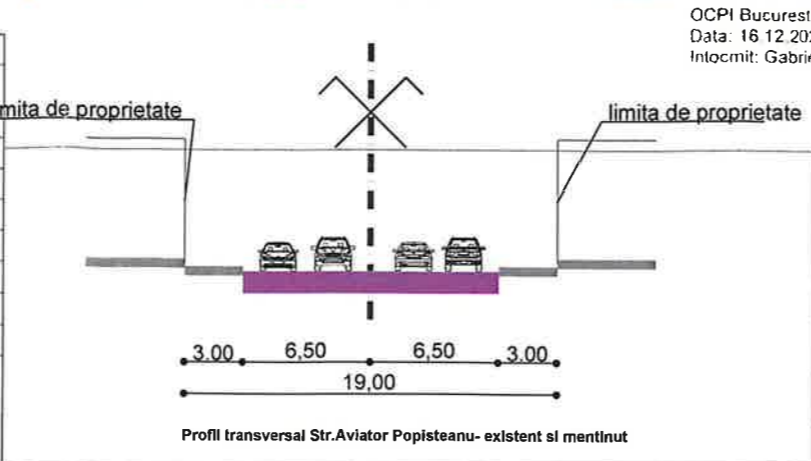 OCPI Bucurest
Data: 16.12.202
Intocmit: Gabrie
mita de proprietate
limita de proprietate
3.00 6,50 6,50 3.00
19,00
Profil transversal Str.Aviator Popisteanu- existent si mentinut